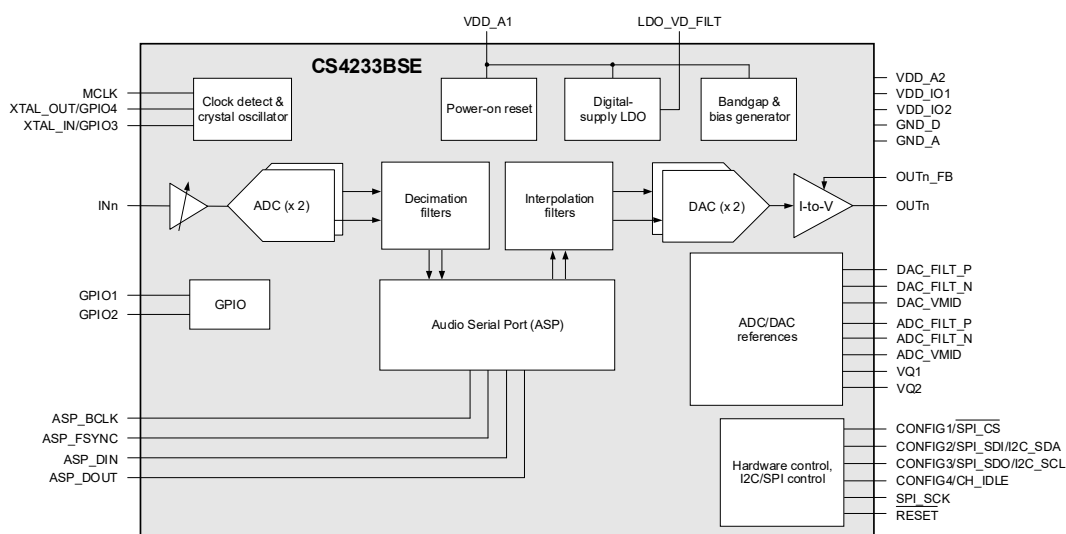 VDD_A1
LDO_VD_FILT
CS4233BSE
MCLK
XTAL_OUT/GPIO4
XTAL_IN/GPIO3
Clock detect &
crystal oscillator
Power-on reset
Digital-
supply LDO
Bandgap &
bias generator
VDD_A2
VDD_IO1
VDD_IO2
GND_D
GND_A
INn
ADC (x 2)
Decimation
filters
Interpolation
filters
DAC (x 2)
I-to-V
OUTn_FB
OUTn
GPIO1
GPIO2
GPIO
Audio Serial Port (ASP)
ADC/DAC
references
DAC_FILT_P
DAC_FILT_N
DAC_VMID
ADC_FILT_P
ADC_FILT_N
ADC_VMID
VQ1
VQ2
ASP_BCLK
ASP_FSYNC
ASP_DIN
ASP_DOUT
Hardware control,
I2C/SPI control
CONFIG1/SPI_CS
CONFIG2/SPI_SDI/I2C_SDA
CONFIG3/SPI_SDO/I2C_SCL
CONFIG4/CH_IDLE
SPI_SCK
RESET